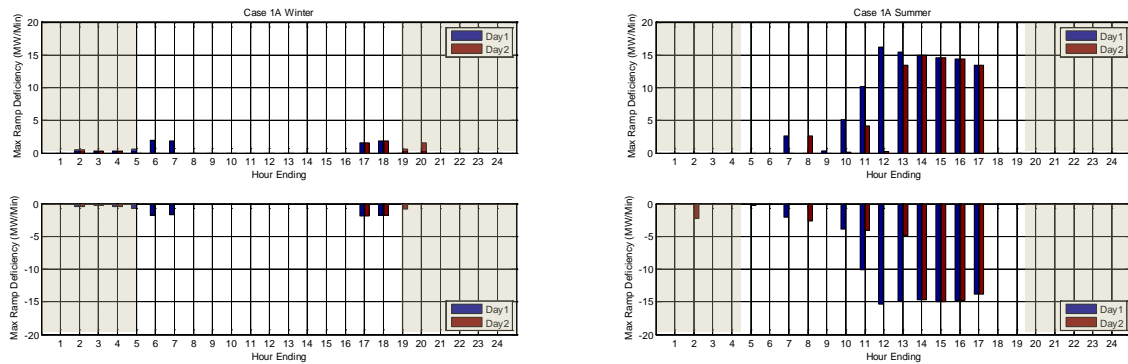 Case 1A Winter
Max Ramp Deficiency (MW/Min)
20
15
10
5
0
Day1
Day2
1 2 3 4 5 6 7 8 9 10 11 12 13 14 15 16 17 18 19 20 21 22 23 24
Hour Ending
Max Ramp Deficiency (MW/Min)
0
-5
-10
-15
-20
Day1
Day2
1 2 3 4 5 6 7 8 9 10 11 12 13 14 15 16 17 18 19 20 21 22 23 24
Hour Ending
Case 1A Summer
Max Ramp Deficiency (MW/Min)
20
15
10
5
0
Day1
Day2
1 2 3 4 5 6 7 8 9 10 11 12 13 14 15 16 17 18 19 20 21 22 23 24
Hour Ending
Max Ramp Deficiency (MW/Min)
0
-5
-10
-15
-20
Day1
Day2
1 2 3 4 5 6 7 8 9 10 11 12 13 14 15 16 17 18 19 20 21 22 23 24
Hour Ending